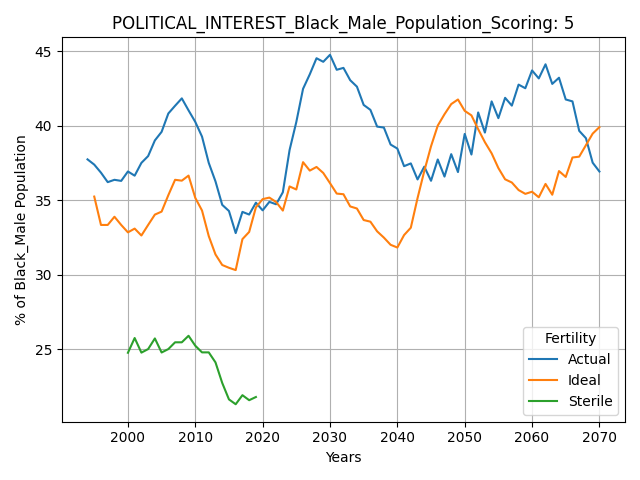 POLITICAL_INTEREST_Black_Male_Population_Scoring: 5
% of Black_Male Population
45
40
35
30
25
2000 2010 2020 2030 2040 2050 2060 2070
Years
Fertility
Actual
Ideal
Sterile